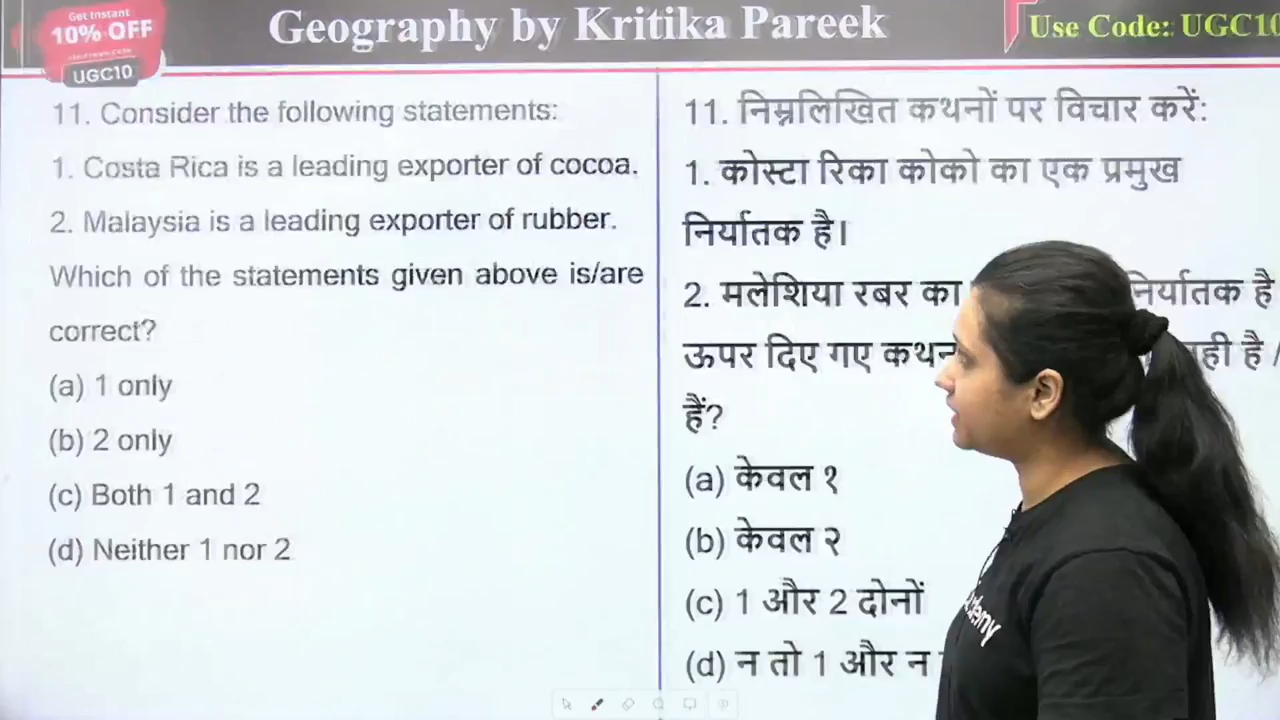 Get Instant
10% OFF
UGC10
Geography by Kritika Pareek
Use Code: UGC10
11. Consider the following statements:
1. Costa Rica is a leading exporter of cocoa.
2. Malaysia is a leading exporter of rubber.
Which of the statements given above is/are
correct?
(a) 1 only
(b) 2 only
(c) Both 1 and 2
(d) Neither 1 nor 2
11. निम्नलिखित कथनों पर विचार करें:
1. कोस्टा रिका कोको का एक प्रमुख
निर्यातक है।
2. मलेशिया रबर का निर्यातक है
ऊपर दिए गए कथन है /
हैं?
(a) केवल १
(b) केवल २
(c) 1 और 2 दोनों
(d) न तो 1 और न